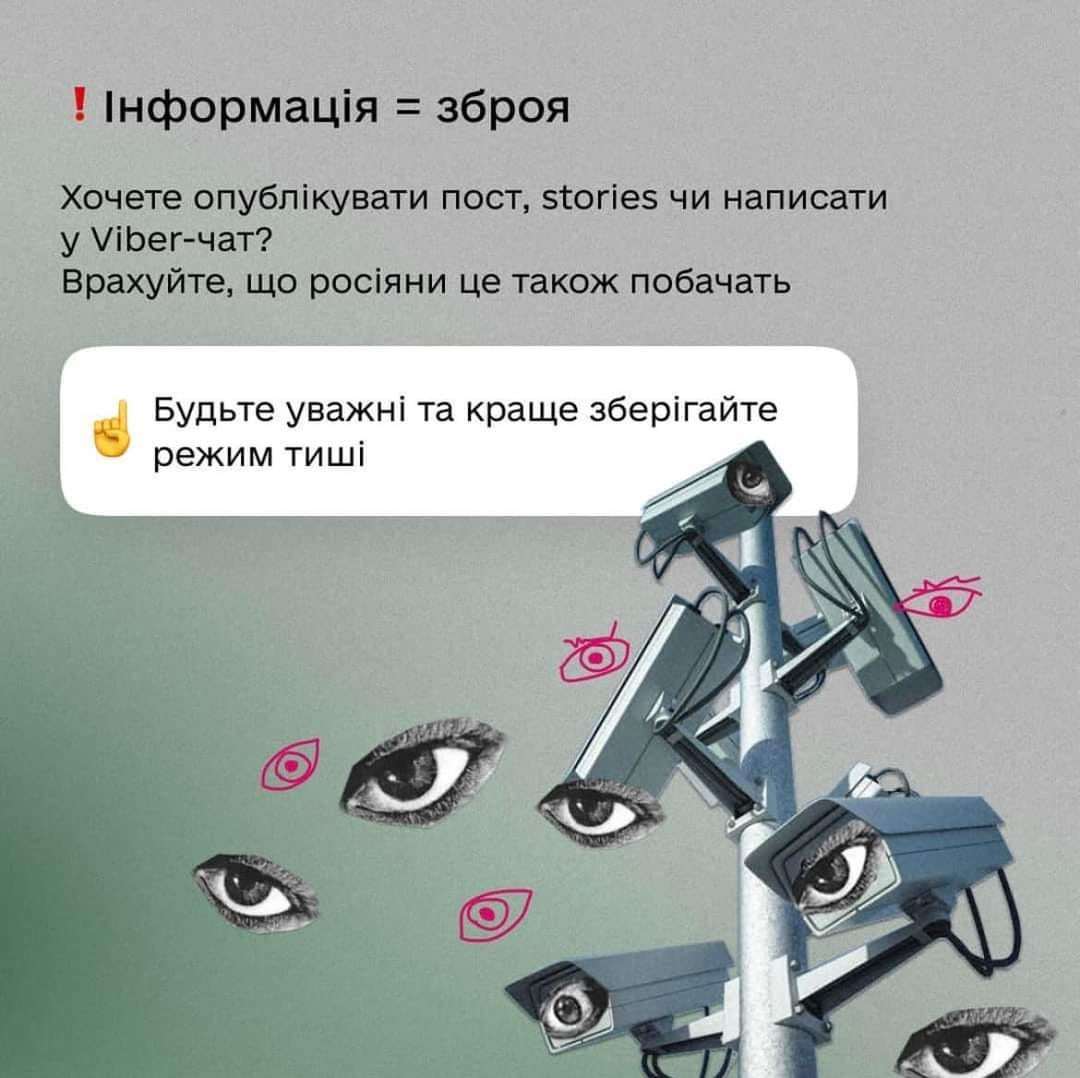 ❗Інформація = зброя
Хочете опублікувати пост, stories чи написати
у Viber-чат?
Врахуйте, що росіяни це також побачать
☝️ Будьте уважні та краще зберігайте
режим тиші